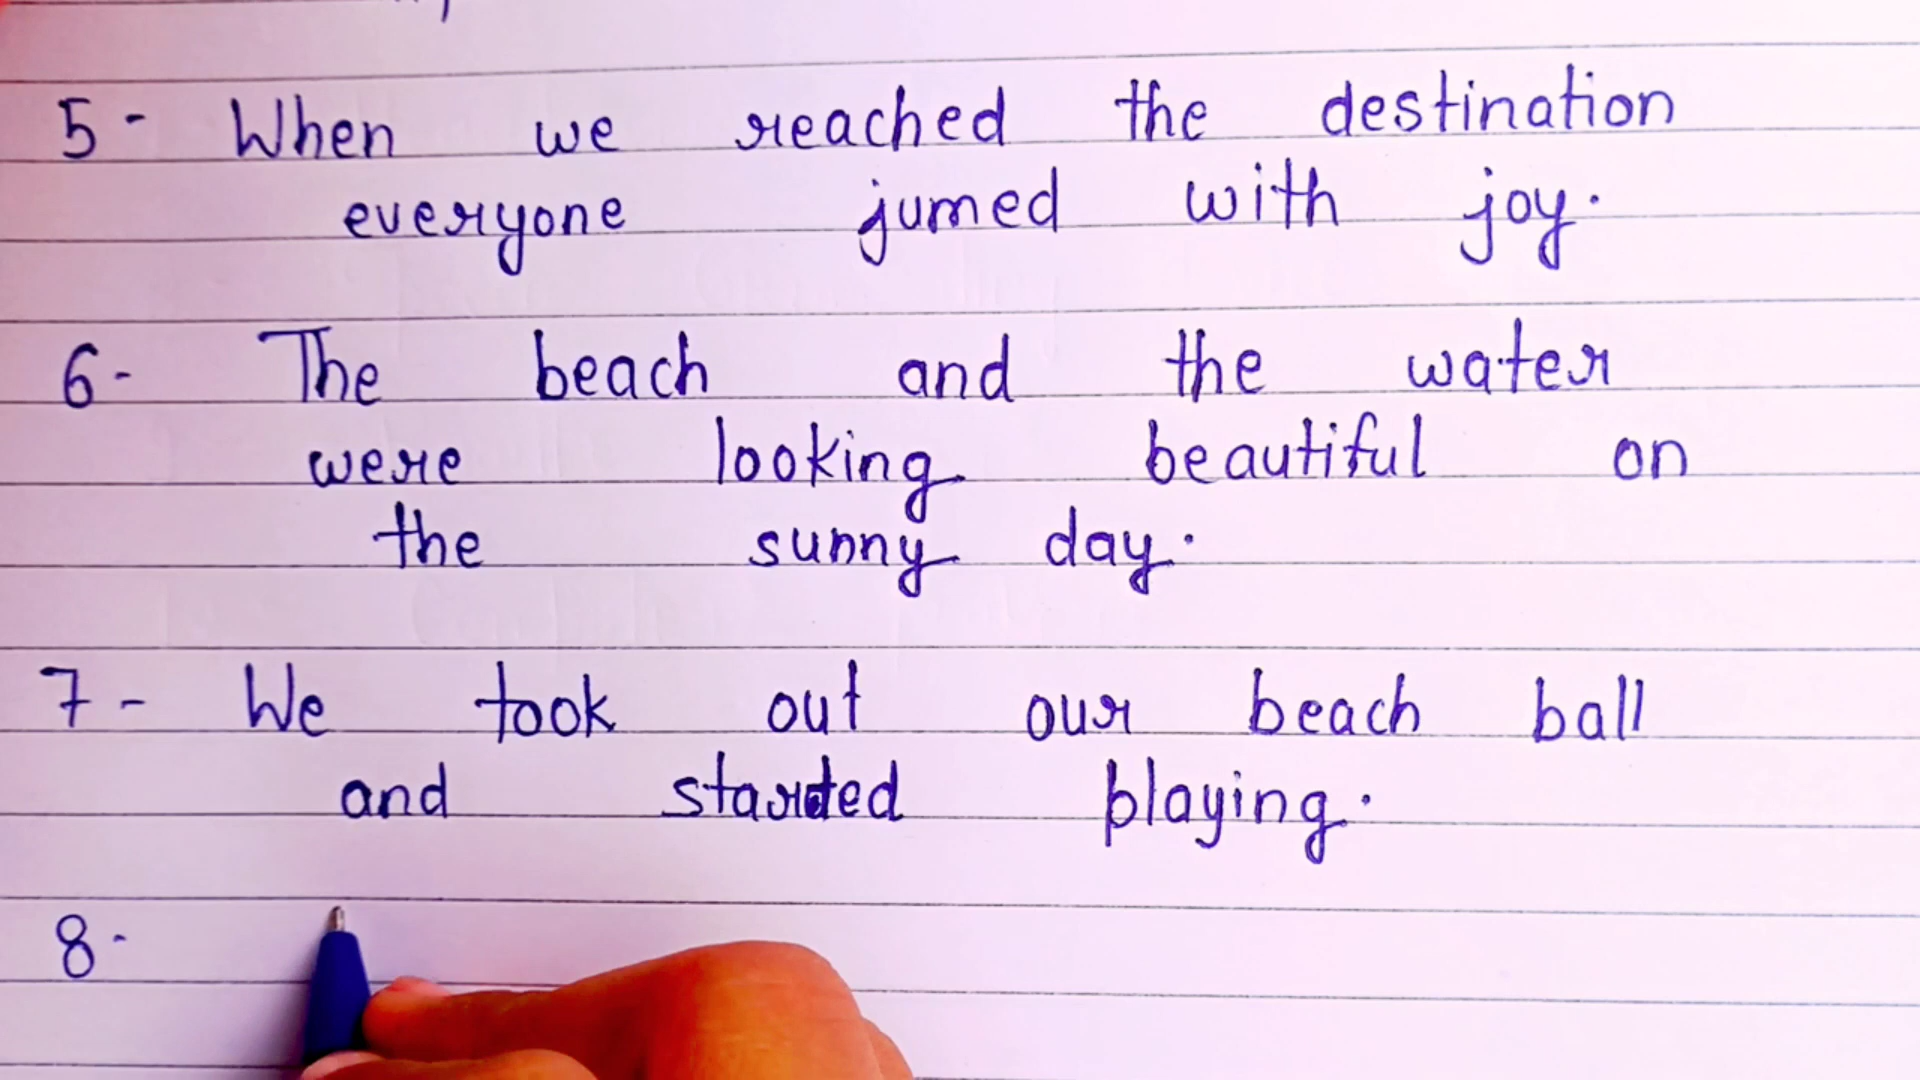 5- When we reached the destination
everyone jumed with joy.
6- The beach and the water
were looking beautiful on
the sunny day.
7- We took out our beach ball
and started playing.
8-